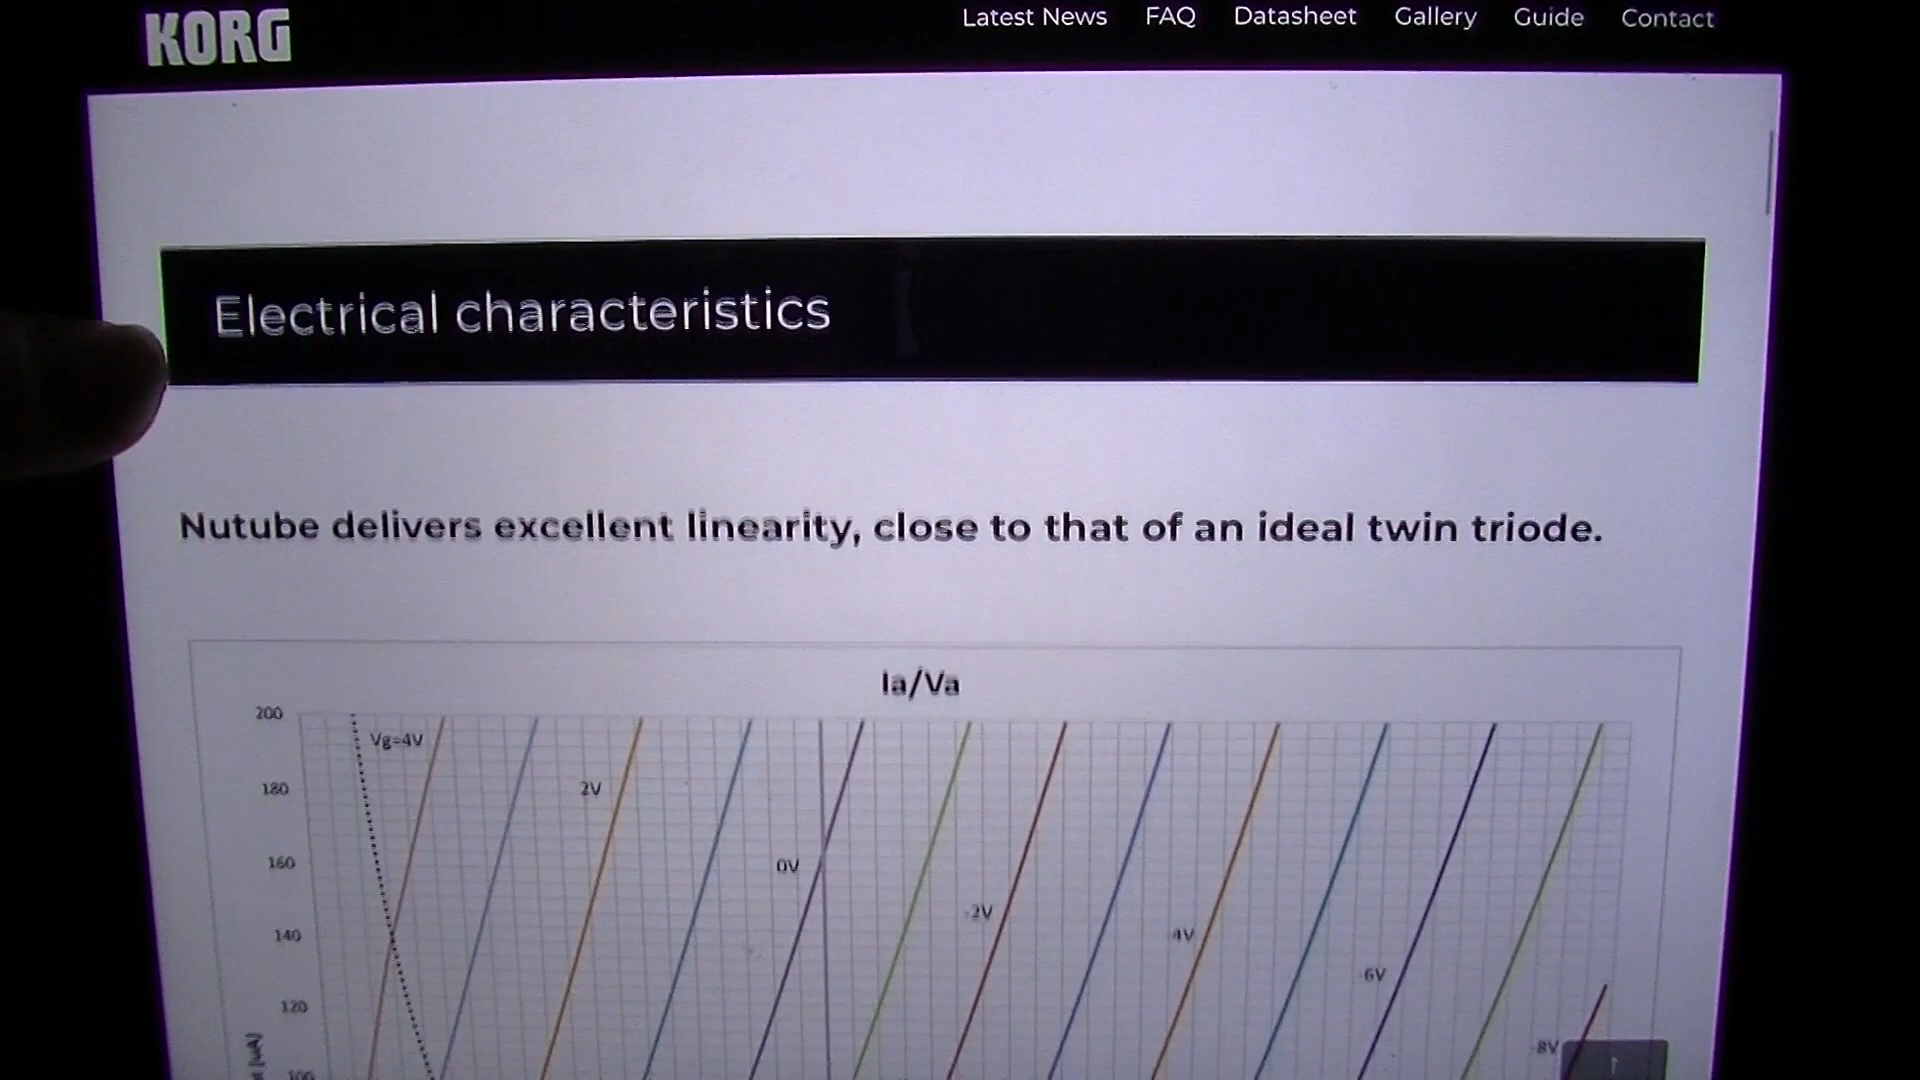 KORG
Latest News FAQ Datasheet Gallery Guide Contact
Electrical characteristics
Nutube delivers excellent linearity, close to that of an ideal twin triode.
Ia/Va
200
Vg=4V
180
2V
160
0V
140
-2V
4V
-6V
120
8V
100